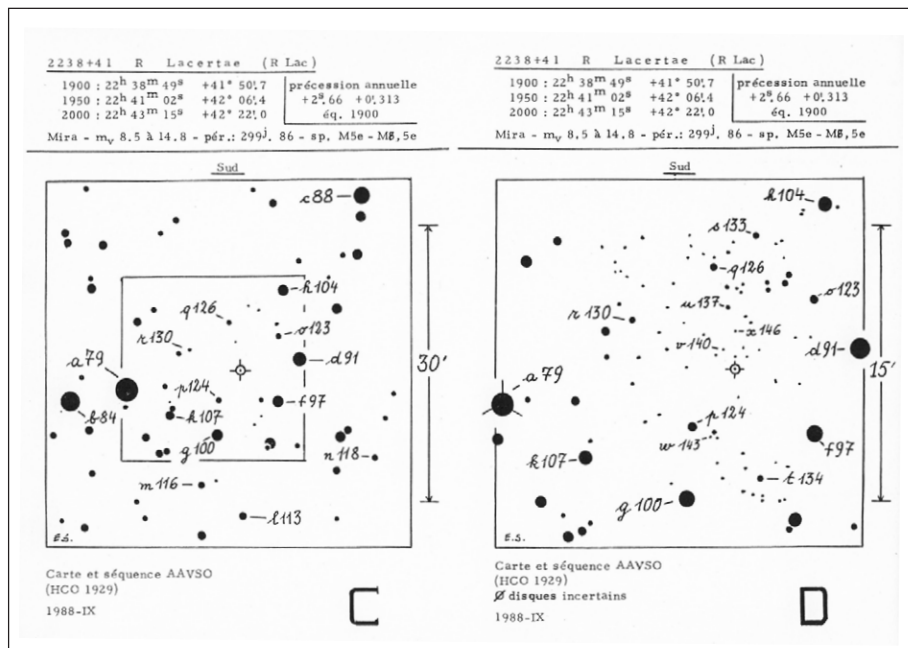 2238+41 R Lacertae (R Lac)
1900 : 22h 38m 49s +41° 50',7
1950 : 22h 41m 02s +42° 06',4
2000 : 22h 43m 15s +42° 22',0
précession annuelle
+2s,66 +0',313
éq. 1900
Mira - mv 8.5 à 14.8 - pér.: 299j, 86 - sp. M5e - M8,5e
Sud
c88
h104
q126
r130
o123
d91
a79
p124
b84
k107
f97
g100
n118
m116
l113
E.S.
30'
Carte et séquence AAVSO
(HCO 1929)
1988-IX
C
2238+41 R Lacertae (R Lac)
1900 : 22h 38m 49s +41° 50',7
1950 : 22h 41m 02s +42° 06',4
2000 : 22h 43m 15s +42° 22',0
précession annuelle
+2s,66 +0',313
éq. 1900
Mira - mv 8.5 à 14.8 - pér.: 299j, 86 - sp. M5e - M8,5e
Sud
h104
s133
q126
o123
u137
r130
x146
v140
d91
a79
p124
w143
f97
k107
t134
g100
E.S.
15'
Carte et séquence AAVSO
(HCO 1929)
Ø disques incertains
1988-IX
D